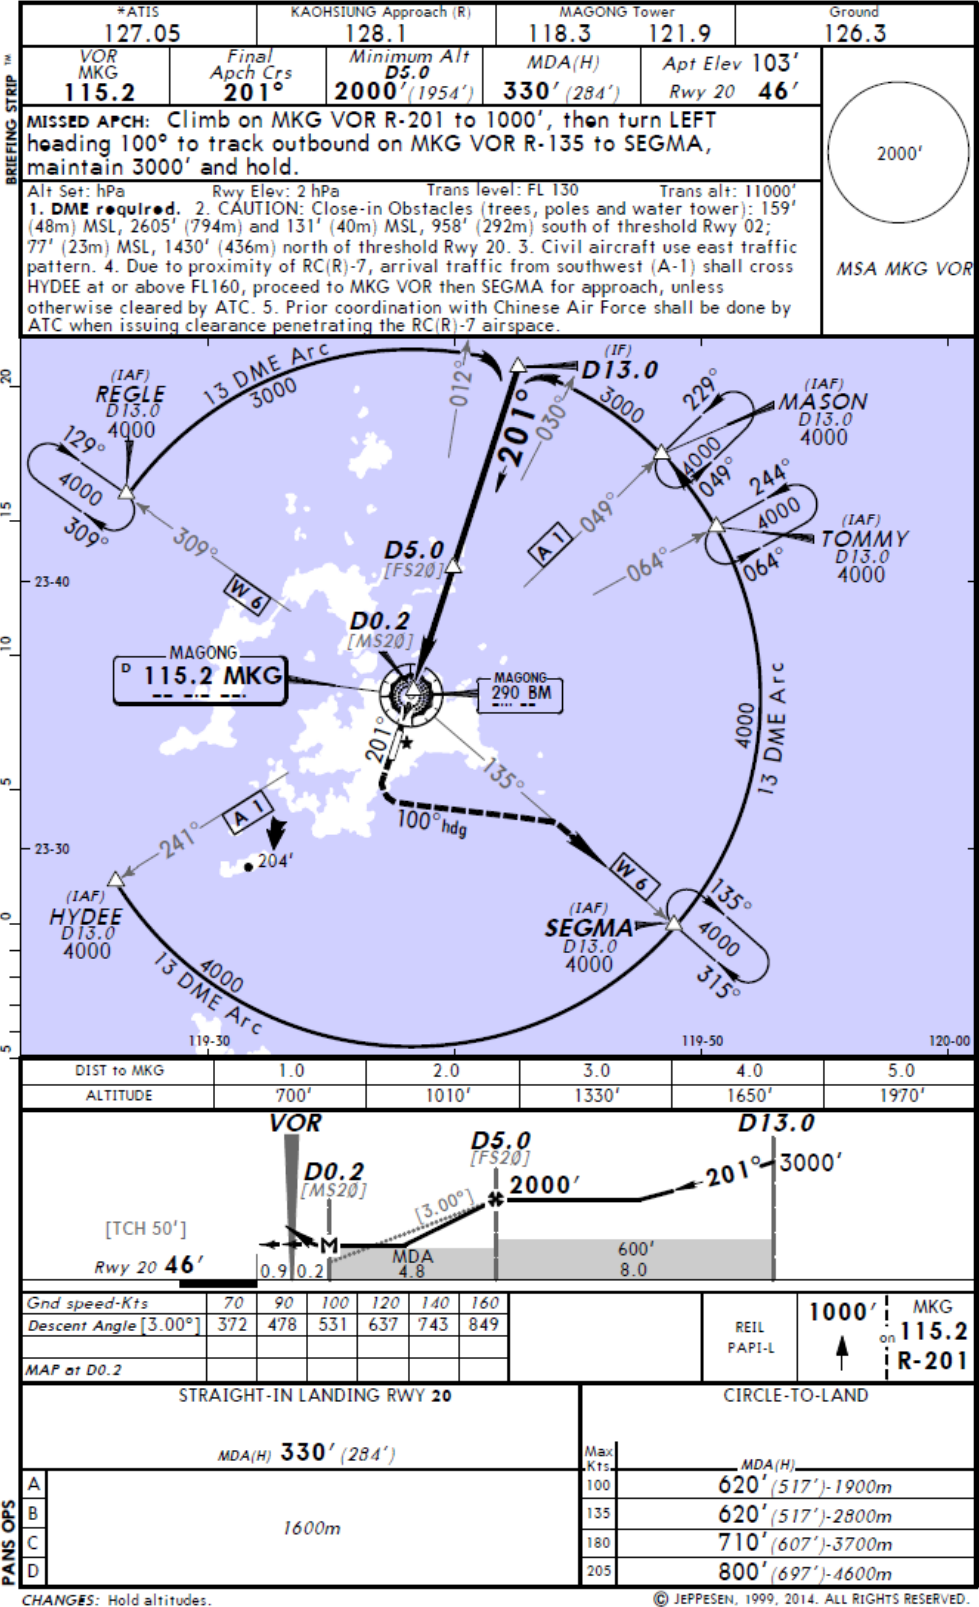 *ATIS
127.05
KAOHSIUNG Approach (R)
128.1
MAGONG Tower
118.3 121.9
Ground
126.3
BRIEFING STRIP ™
VOR
MKG
115.2
Final
Apch Crs
201°
Minimum Alt
D5.0
2000' (1954')
MDA(H)
330' (284')
Apt Elev 103'
Rwy 20 46'
MISSED APCH: Climb on MKG VOR R-201 to 1000', then turn LEFT
heading 100° to track outbound on MKG VOR R-135 to SEGMA,
maintain 3000' and hold.
Alt Set: hPa Rwy Elev: 2 hPa Trans level: FL 130 Trans alt: 11000'
1. DME required. 2. CAUTION: Close-in Obstacles (trees, poles and water tower): 159'
(48m) MSL, 2605' (794m) and 131' (40m) MSL, 958' (292m) south of threshold Rwy 02;
77' (23m) MSL, 1430' (436m) north of threshold Rwy 20. 3. Civil aircraft use east traffic
pattern. 4. Due to proximity of RC(R)-7, arrival traffic from southwest (A-1) shall cross
HYDEE at or above FL160, proceed to MKG VOR then SEGMA for approach, unless
otherwise cleared by ATC. 5. Prior coordination with Chinese Air Force shall be done by
ATC when issuing clearance penetrating the RC(R)-7 airspace.
2000'
MSA MKG VOR
13 DME Arc
3000
012°
(IF)
D13.0
201°
030°
3000
(IAF)
REGLE
D13.0
4000
129°
4000
309°
309°
W 6
229°
4000
049°
(IAF)
MASON
D13.0
4000
A 1
049°
244°
4000
064°
064°
(IAF)
TOMMY
D13.0
4000
D5.0
[FS20]
D0.2
[MS20]
MAGONG
D 115.2 MKG
MAGONG
290 BM
201°
135°
100° hdg
4000
13 DME Arc
A 1
241°
204'
(IAF)
HYDEE
D13.0
4000
4000
13 DME Arc
W 6
(IAF)
SEGMA
D13.0
4000
135°
4000
315°
20
15
10
5
0
5
23-40
23-30
119-30
119-50
120-00
DIST to MKG 1.0 2.0 3.0 4.0 5.0
ALTITUDE 700' 1010' 1330' 1650' 1970'
VOR
D0.2
[MS20]
D5.0
[FS20]
D13.0
2000'
201°
3000'
[3.00°]
[TCH 50']
Rwy 20 46'
M
MDA
600'
0.9 0.2 4.8 8.0
Gnd speed-Kts 70 90 100 120 140 160
Descent Angle [3.00°] 372 478 531 637 743 849
MAP at D0.2
REIL
PAPI-L
1000'
on
MKG
115.2
R-201
STRAIGHT-IN LANDING RWY 20
MDA(H) 330' (284')
CIRCLE-TO-LAND
Max
Kts
MDA(H)
PANS OPS
A
B
C
D
1600m
100 620' (517')-1900m
135 620' (517')-2800m
180 710' (607')-3700m
205 800' (697')-4600m
CHANGES: Hold altitudes.
© JEPPESEN, 1999, 2014. ALL RIGHTS RESERVED.